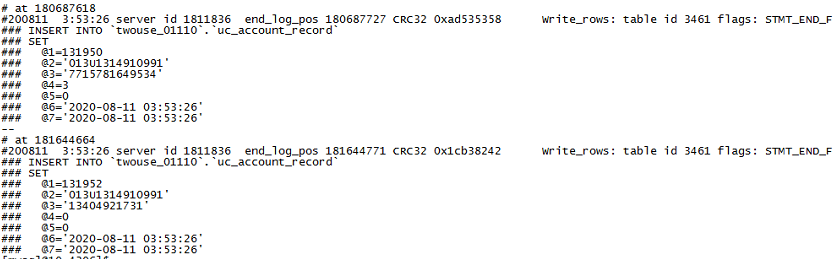 # at 180687618
#200811  3:53:26 server id 1811836  end_log_pos 180687727 CRC32 0xad535358      Write_rows: table id 3461 flags: STMT_END_F
### INSERT INTO `twouse_01110`.`uc_account_record`
### SET
###   @1=131950
###   @2='013U1314910991'
###   @3='7715781649534'
###   @4=3
###   @5=0
###   @6='2020-08-11 03:53:26'
###   @7='2020-08-11 03:53:26'
--
# at 181644664
#200811  3:53:26 server id 1811836  end_log_pos 181644771 CRC32 0x1cb38242      Write_rows: table id 3461 flags: STMT_END_F
### INSERT INTO `twouse_01110`.`uc_account_record`
### SET
###   @1=131952
###   @2='013U1314910991'
###   @3='13404921731'
###   @4=0
###   @5=0
###   @6='2020-08-11 03:53:26'
###   @7='2020-08-11 03:53:26'